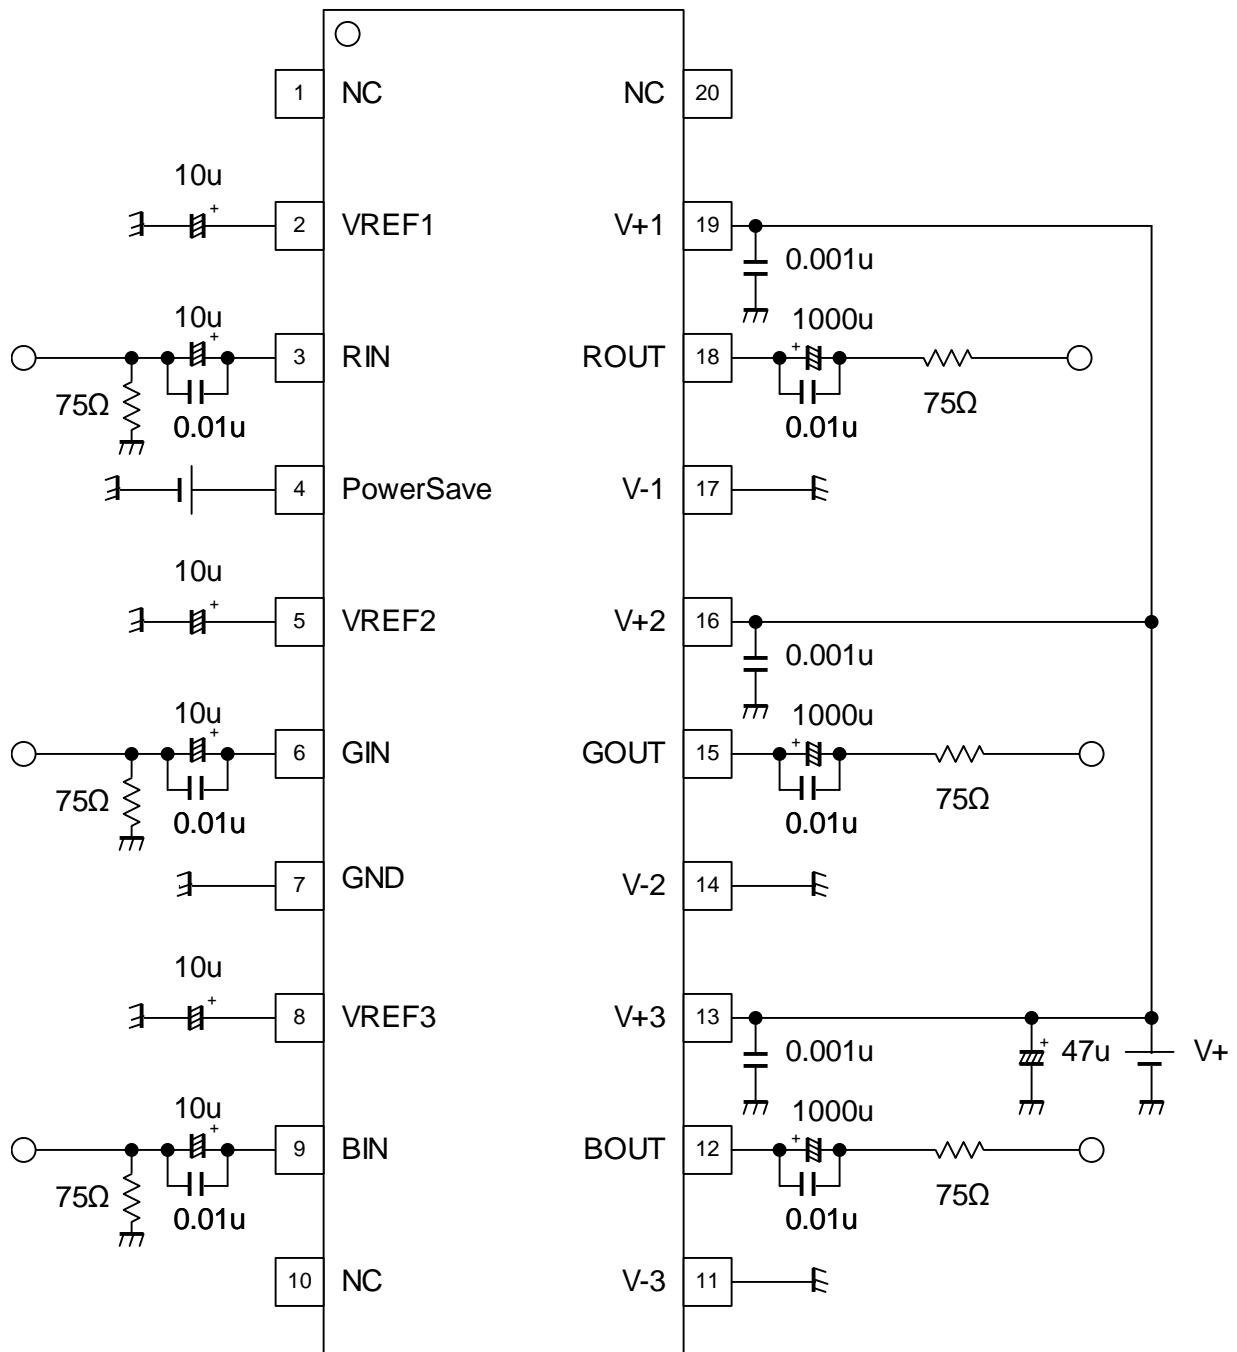 1 NC NC 20
10u
2 VREF1 V+1 19
0.001u
10u 1000u
3 RIN ROUT 18
75Ω 75Ω
0.01u 0.01u
4 PowerSave V-1 17
10u
5 VREF2 V+2 16
0.001u
10u 1000u
6 GIN GOUT 15
75Ω 75Ω
0.01u 0.01u
7 GND V-2 14
10u
8 VREF3 V+3 13
0.001u 47u V+
10u 1000u
9 BIN BOUT 12
75Ω 75Ω
0.01u 0.01u
10 NC V-3 11